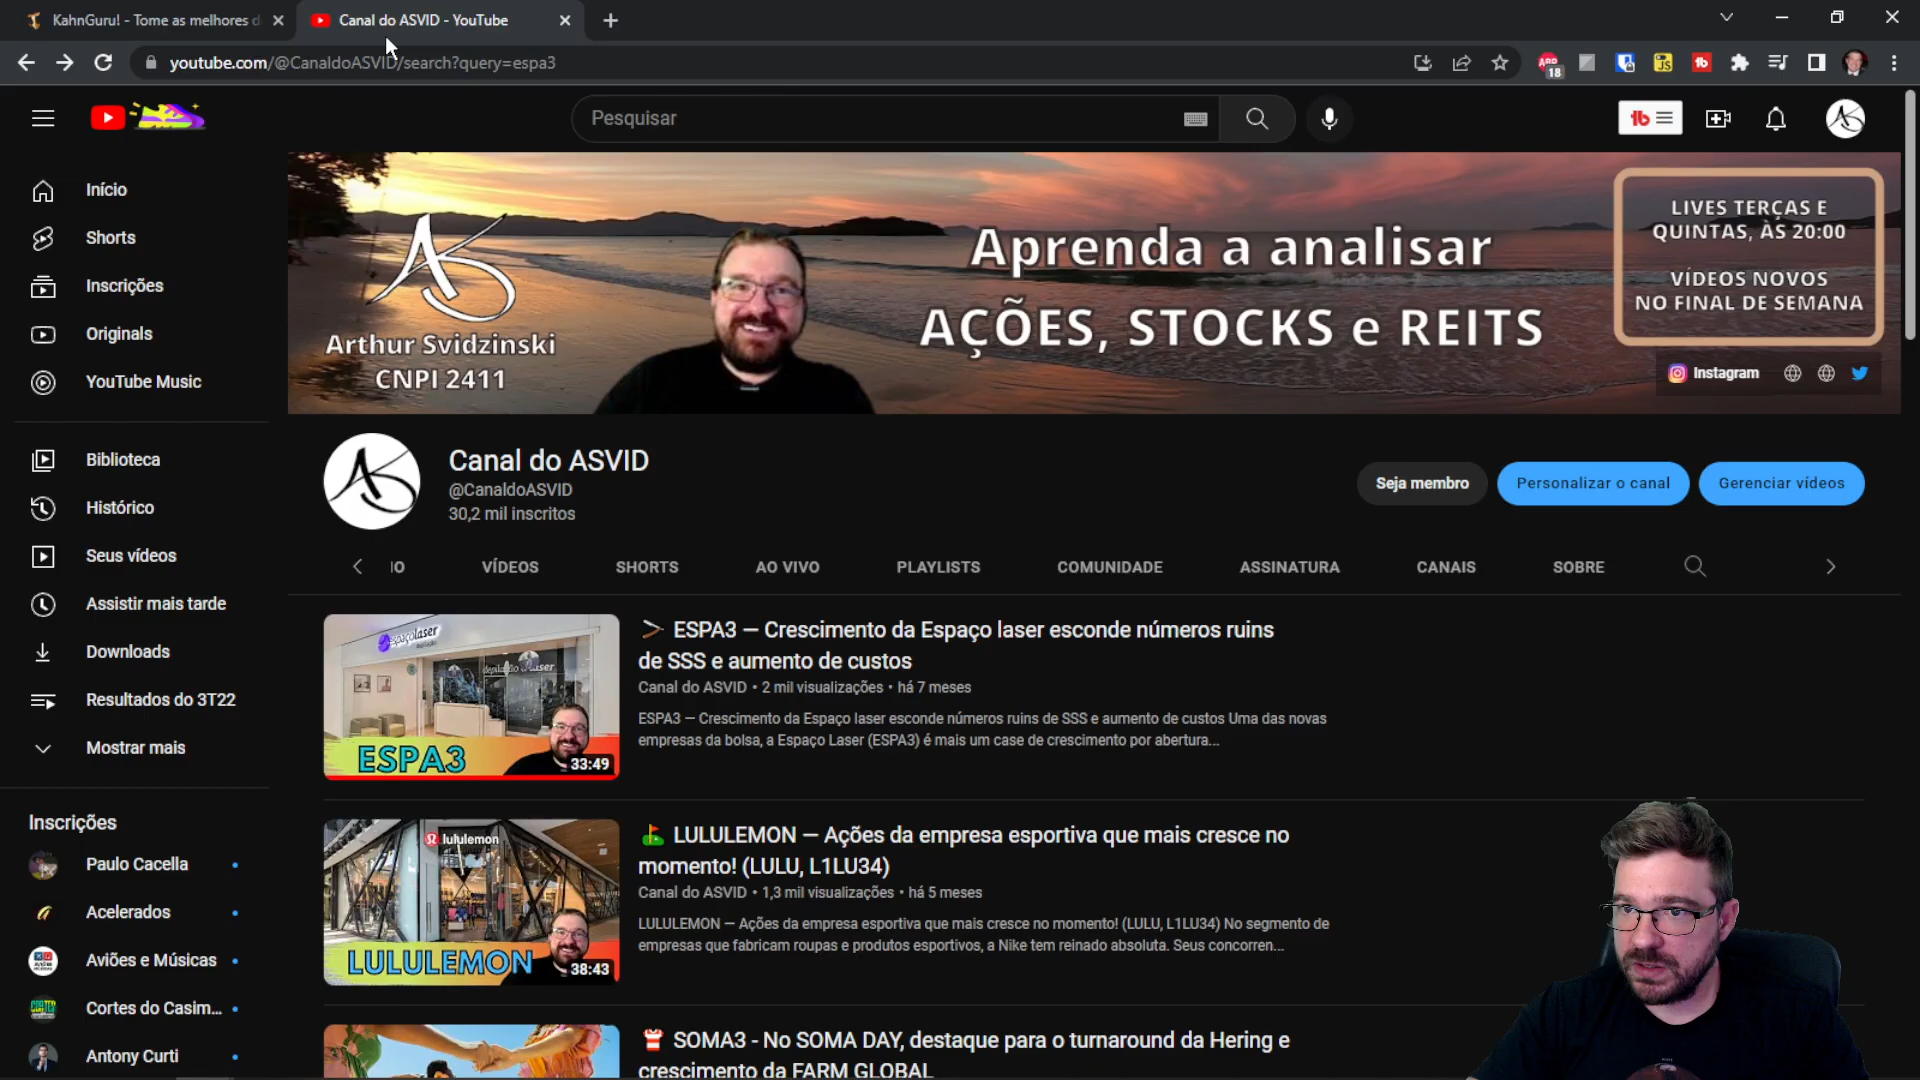 KahnGuru! - Tome as melhores d
Canal do ASVID - YouTube
youtube.com/@CanaldoASVID/search?query=espa3
ABP
18
JS
tb
Pesquisar
tb
Início
Shorts
Inscrições
Originals
YouTube Music
Biblioteca
Histórico
Seus vídeos
Assistir mais tarde
Downloads
Resultados do 3T22
Mostrar mais
Inscrições
Paulo Cacella
Acelerados
Aviões e Músicas
Cortes do Casim...
Antony Curti
AS
Arthur Svidzinski
CNPI 2411
Aprenda a analisar
AÇÕES, STOCKS e REITS
LIVES TERÇAS E
QUINTAS, ÀS 20:00
VÍDEOS NOVOS
NO FINAL DE SEMANA
Instagram
Canal do ASVID
@CanaldoASVID
30,2 mil inscritos
Seja membro
Personalizar o canal
Gerenciar vídeos
IO
VÍDEOS
SHORTS
AO VIVO
PLAYLISTS
COMUNIDADE
ASSINATURA
CANAIS
SOBRE
espaçolaser
depilação a laser
ESPA3
33:49
ESPA3 — Crescimento da Espaço laser esconde números ruins
de SSS e aumento de custos
Canal do ASVID • 2 mil visualizações • há 7 meses
ESPA3 — Crescimento da Espaço laser esconde números ruins de SSS e aumento de custos Uma das novas
empresas da bolsa, a Espaço Laser (ESPA3) é mais um case de crescimento por abertura...
lululemon
LULULEMON
38:43
LULULEMON — Ações da empresa esportiva que mais cresce no
momento! (LULU, L1LU34)
Canal do ASVID • 1,3 mil visualizações • há 5 meses
LULULEMON — Ações da empresa esportiva que mais cresce no momento! (LULU, L1LU34) No segmento de
empresas que fabricam roupas e produtos esportivos, a Nike tem reinado absoluta. Seus concorren...
SOMA3 - No SOMA DAY, destaque para o turnaround da Hering e
crescimento da FARM GLOBAL